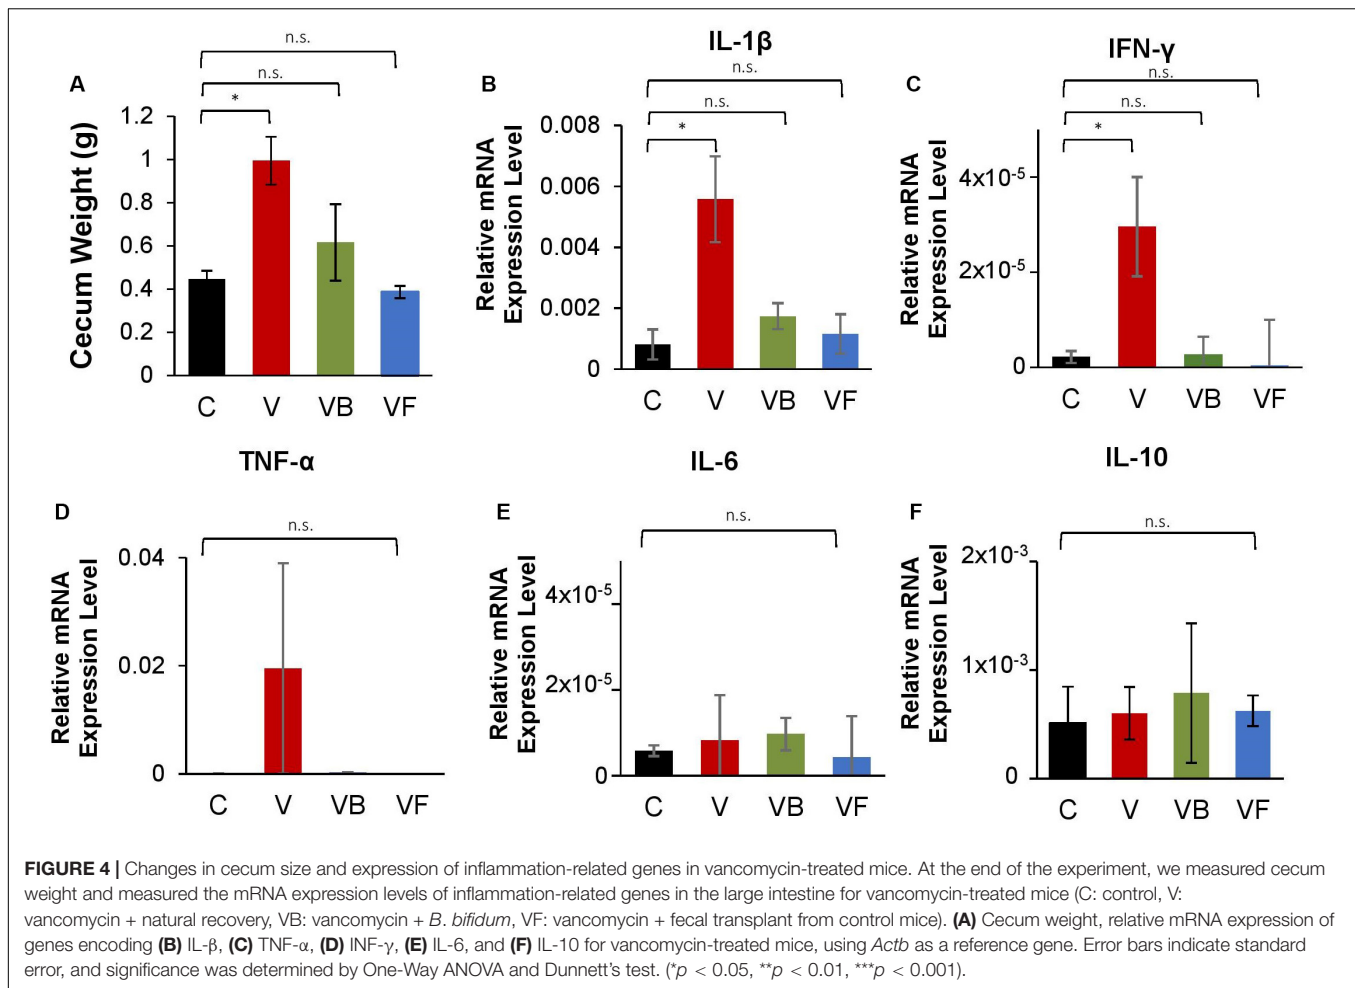 A
n.s.
n.s.
*
Cecum Weight (g)
1.2
1
0.8
0.6
0.4
0.2
0
C V VB VF
IL-1β
B
n.s.
n.s.
*
Relative mRNA
Expression Level
0.008
0.006
0.004
0.002
0
C V VB VF
IFN-γ
C
n.s.
n.s.
*
Relative mRNA
Expression Level
4x10-5
2x10-5
0
C V VB VF
TNF-α
D
n.s.
Relative mRNA
Expression Level
0.04
0.02
0
C V VB VF
IL-6
E
n.s.
Relative mRNA
Expression Level
4x10-5
2x10-5
0
C V VB VF
IL-10
F
n.s.
Relative mRNA
Expression Level
2x10-3
1x10-3
0
C V VB VF
FIGURE 4 | Changes in cecum size and expression of inflammation-related genes in vancomycin-treated mice. At the end of the experiment, we measured cecum
weight and measured the mRNA expression levels of inflammation-related genes in the large intestine for vancomycin-treated mice (C: control, V:
vancomycin + natural recovery, VB: vancomycin + B. bifidum, VF: vancomycin + fecal transplant from control mice). (A) Cecum weight, relative mRNA expression of
genes encoding (B) IL-β, (C) TNF-α, (D) INF-γ, (E) IL-6, and (F) IL-10 for vancomycin-treated mice, using Actb as a reference gene. Error bars indicate standard
error, and significance was determined by One-Way ANOVA and Dunnett's test. (*p < 0.05, **p < 0.01, ***p < 0.001).